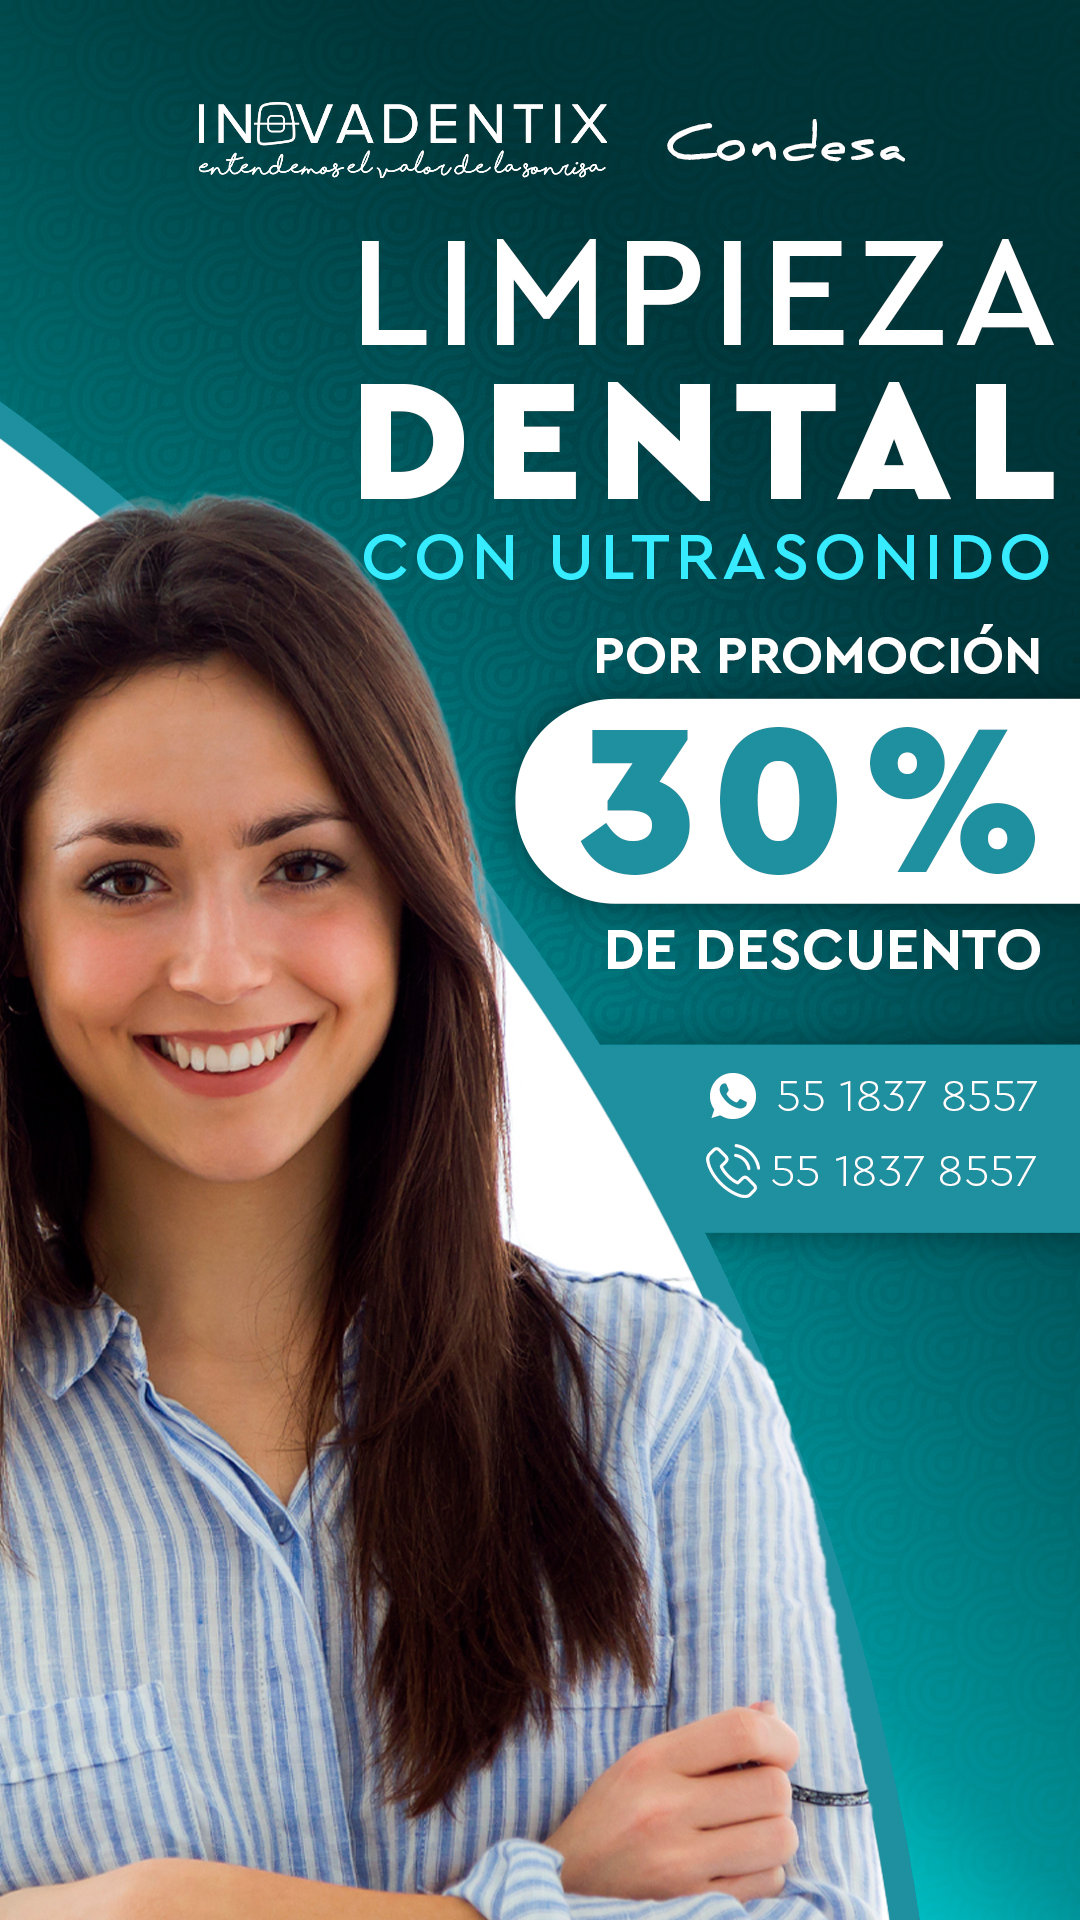 INOVADENTIX
entendemos el valor de la sonrisa
Condesa
LIMPIEZA
DENTAL
CON ULTRASONIDO
POR PROMOCIÓN
30%
DE DESCUENTO
55 1837 8557
55 1837 8557